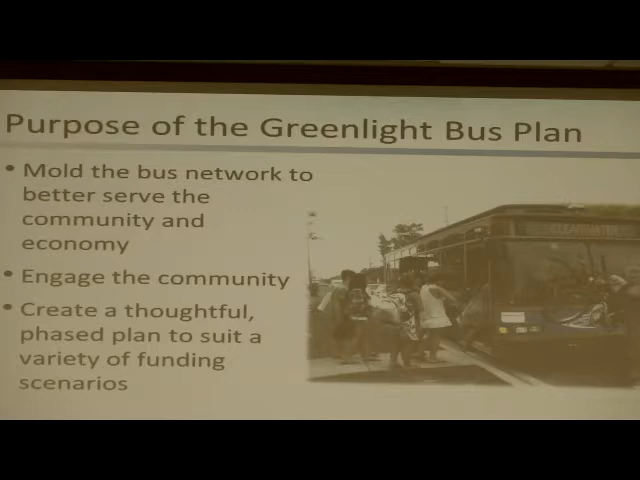 Purpose of the Greenlight Bus Plan
• Mold the bus network to
better serve the
community and
economy
• Engage the community
• Create a thoughtful,
phased plan to suit a
variety of funding
scenarios